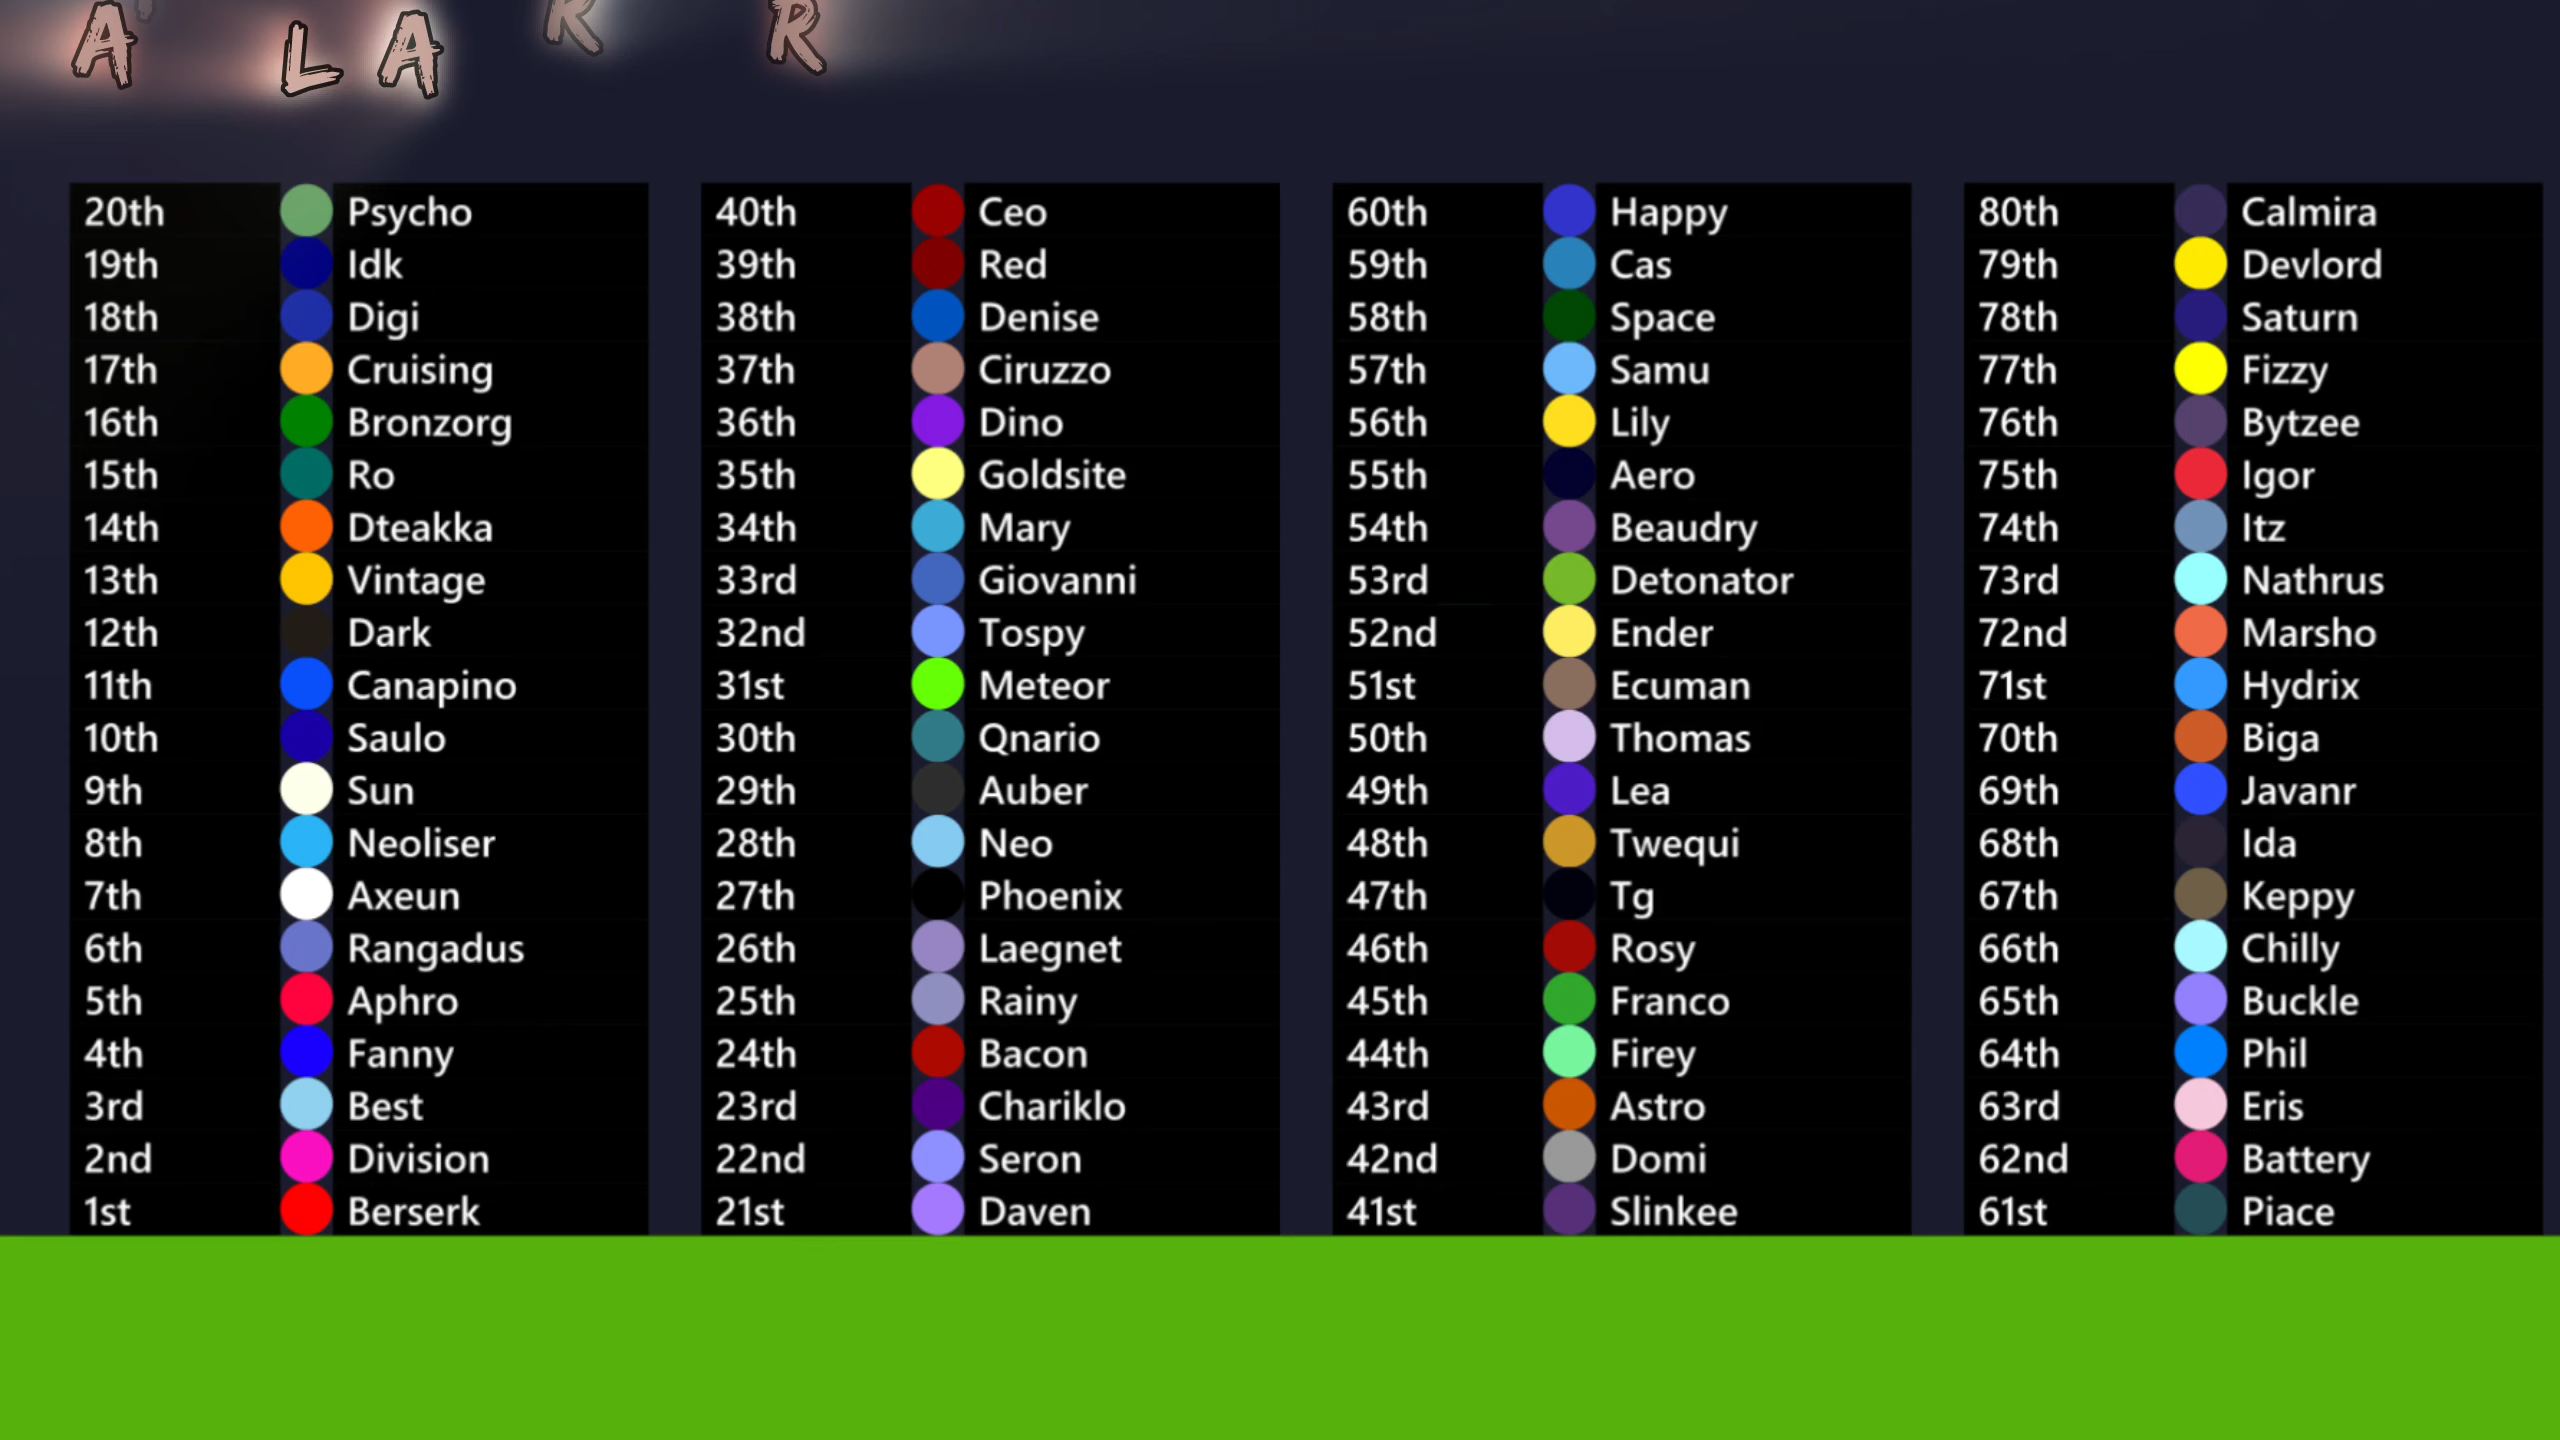 A L A R R
20th Psycho
19th Idk
18th Digi
17th Cruising
16th Bronzorg
15th Ro
14th Dteakka
13th Vintage
12th Dark
11th Canapino
10th Saulo
9th Sun
8th Neoliser
7th Axeun
6th Rangadus
5th Aphro
4th Fanny
3rd Best
2nd Division
1st Berserk
40th Ceo
39th Red
38th Denise
37th Ciruzzo
36th Dino
35th Goldsite
34th Mary
33rd Giovanni
32nd Tospy
31st Meteor
30th Qnario
29th Auber
28th Neo
27th Phoenix
26th Laegnet
25th Rainy
24th Bacon
23rd Chariklo
22nd Seron
21st Daven
60th Happy
59th Cas
58th Space
57th Samu
56th Lily
55th Aero
54th Beaudry
53rd Detonator
52nd Ender
51st Ecuman
50th Thomas
49th Lea
48th Twequi
47th Tg
46th Rosy
45th Franco
44th Firey
43rd Astro
42nd Domi
41st Slinkee
80th Calmira
79th Devlord
78th Saturn
77th Fizzy
76th Bytzee
75th Igor
74th Itz
73rd Nathrus
72nd Marsho
71st Hydrix
70th Biga
69th Javanr
68th Ida
67th Keppy
66th Chilly
65th Buckle
64th Phil
63rd Eris
62nd Battery
61st Piace